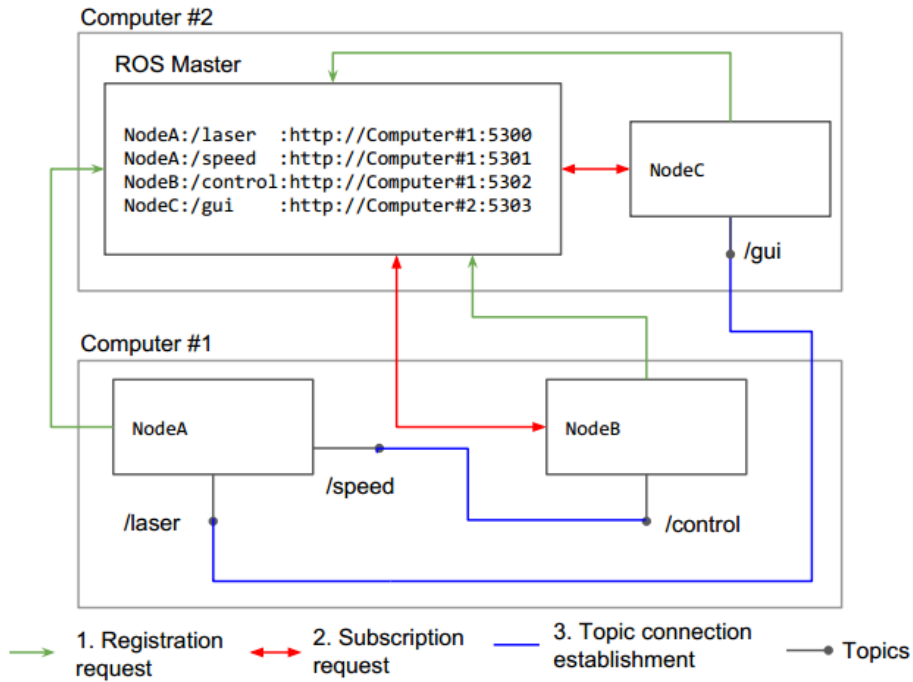 Computer #2
ROS Master
NodeA:/laser  :http://Computer#1:5300
NodeA:/speed  :http://Computer#1:5301
NodeB:/control:http://Computer#1:5302
NodeC:/gui    :http://Computer#2:5303
NodeC
/gui
Computer #1
NodeA
NodeB
/speed
/laser
/control
1. Registration
request
2. Subscription
request
3. Topic connection
establishment
Topics